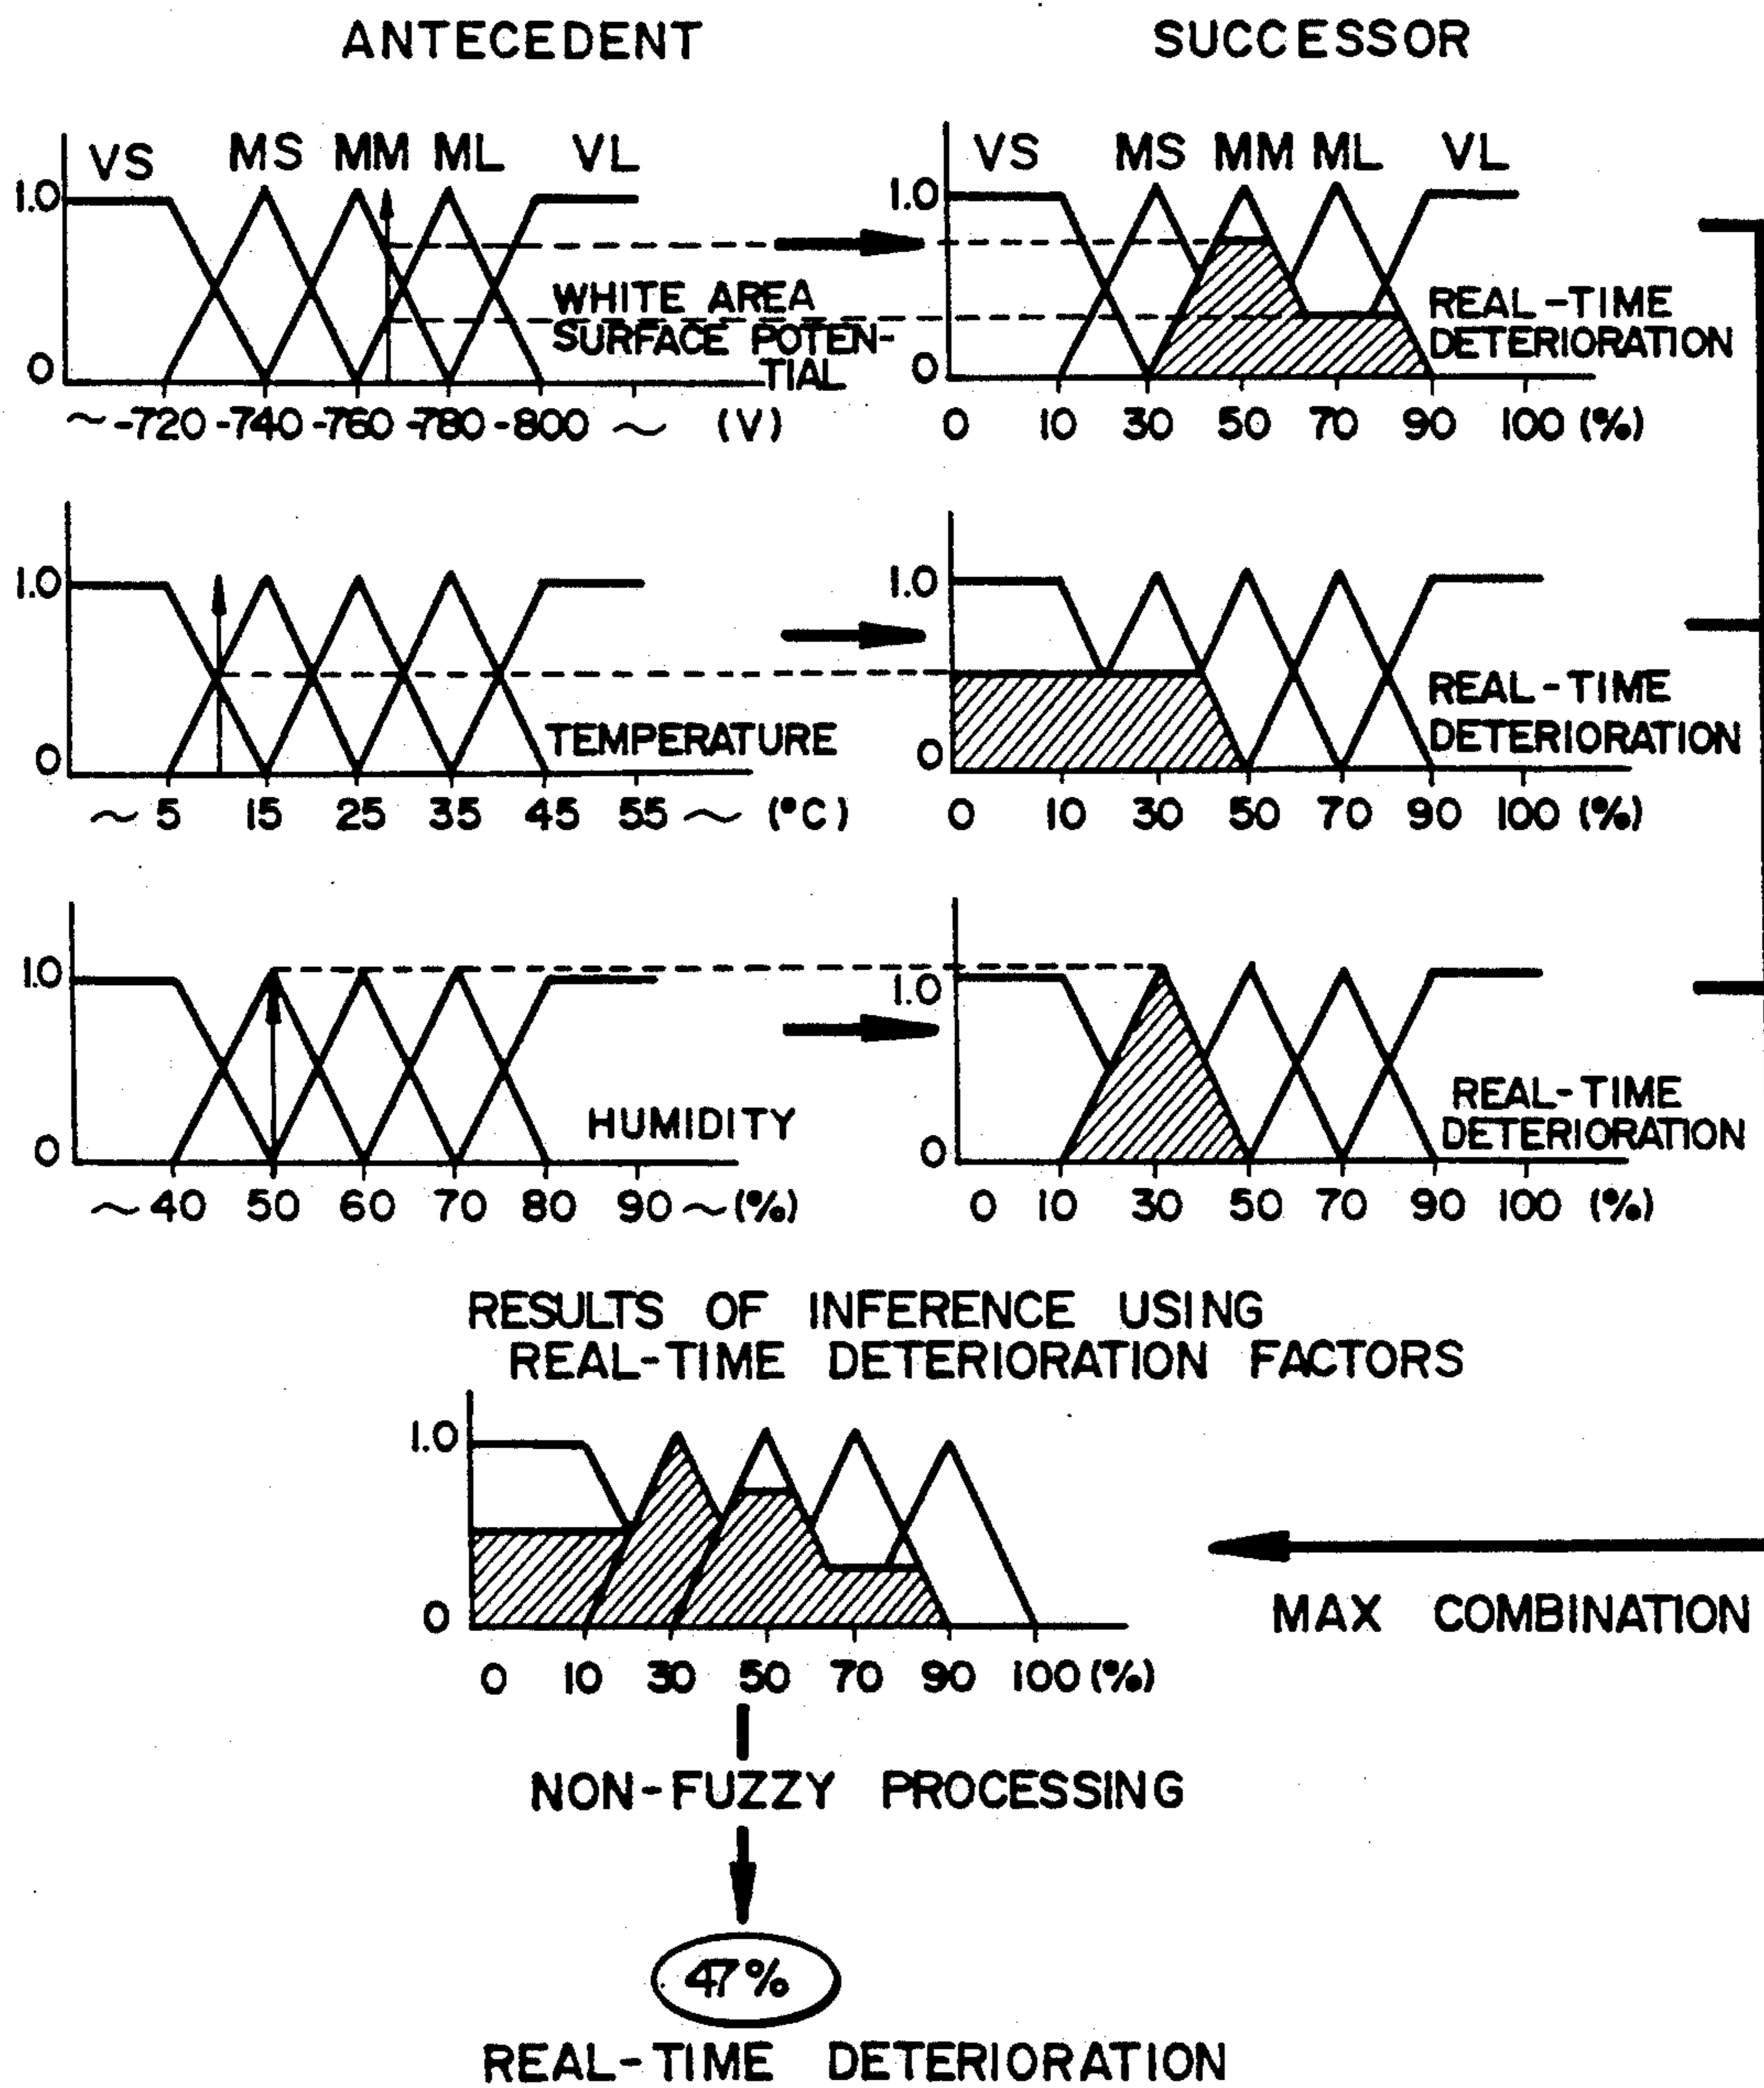 ANTECEDENT SUCCESSOR
VS MS MM ML VL
1.0
WHITE AREA
SURFACE POTEN-
TIAL
0
~ -720 -740 -760 -780 -800 ~ (V)
VS MS MM ML VL
1.0
REAL-TIME
DETERIORATION
0
0 10 30 50 70 90 100 (%)
1.0
TEMPERATURE
0
~ 5 15 25 35 45 55 ~ (°C)
1.0
REAL-TIME
DETERIORATION
0
0 10 30 50 70 90 100 (%)
1.0
HUMIDITY
0
~ 40 50 60 70 80 90 ~ (%)
1.0
REAL-TIME
DETERIORATION
0
0 10 30 50 70 90 100 (%)
RESULTS OF INFERENCE USING
REAL-TIME DETERIORATION FACTORS
1.0
0
0 10 30 50 70 90 100 (%)
MAX COMBINATION
NON-FUZZY PROCESSING
47%
REAL-TIME DETERIORATION